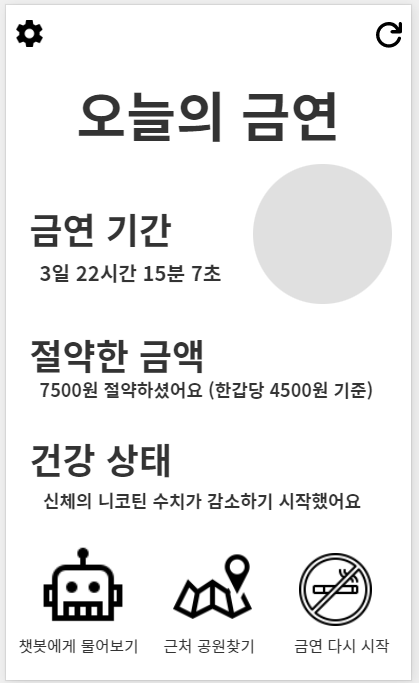 오늘의 금연
금연 기간
3일 22시간 15분 7초
절약한 금액
7500원 절약하셨어요 (한갑당 4500원 기준)
건강 상태
신체의 니코틴 수치가 감소하기 시작했어요
챗봇에게 물어보기 근처 공원찾기 금연 다시 시작